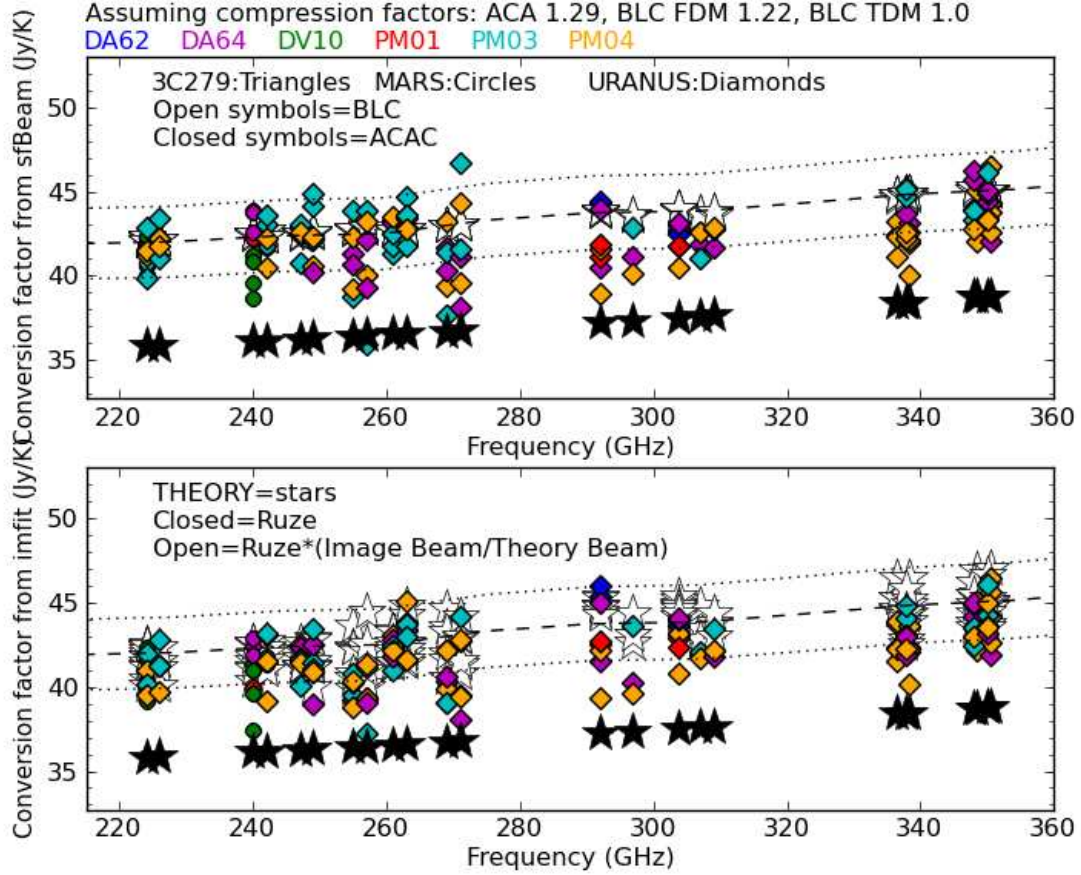 Assuming compression factors: ACA 1.29, BLC FDM 1.22, BLC TDM 1.0
DA62 DA64 DV10 PM01 PM03 PM04
Conversion factor from sfBeam (Jy/K)
3C279:Triangles MARS:Circles URANUS:Diamonds
Open symbols=BLC
Closed symbols=ACAC
50
45
40
35
220 240 260 280 300 320 340 360
Frequency (GHz)
Conversion factor from imfit (Jy/K)
THEORY=stars
Closed=Ruze
Open=Ruze*(Image Beam/Theory Beam)
50
45
40
35
220 240 260 280 300 320 340 360
Frequency (GHz)